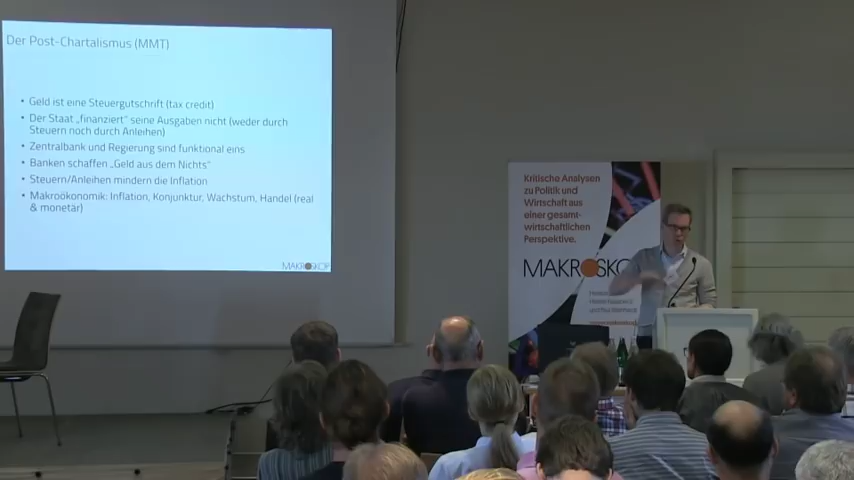 Der Post-Chartalismus (MMT)
• Geld ist eine Steuergutschrift (tax credit)
• Der Staat „finanziert“ seine Ausgaben nicht (weder durch
Steuern noch durch Anleihen)
• Zentralbank und Regierung sind funktional eins
• Banken schaffen „Geld aus dem Nichts“
• Steuern/Anleihen mindern die Inflation
• Makroökonomik: Inflation, Konjunktur, Wachstum, Handel (real
& monetär)
MAKROSKOP
Kritische Analysen
zu Politik und
Wirtschaft aus
einer gesamt-
wirtschaftlichen
Perspektive.
MAKROSKO